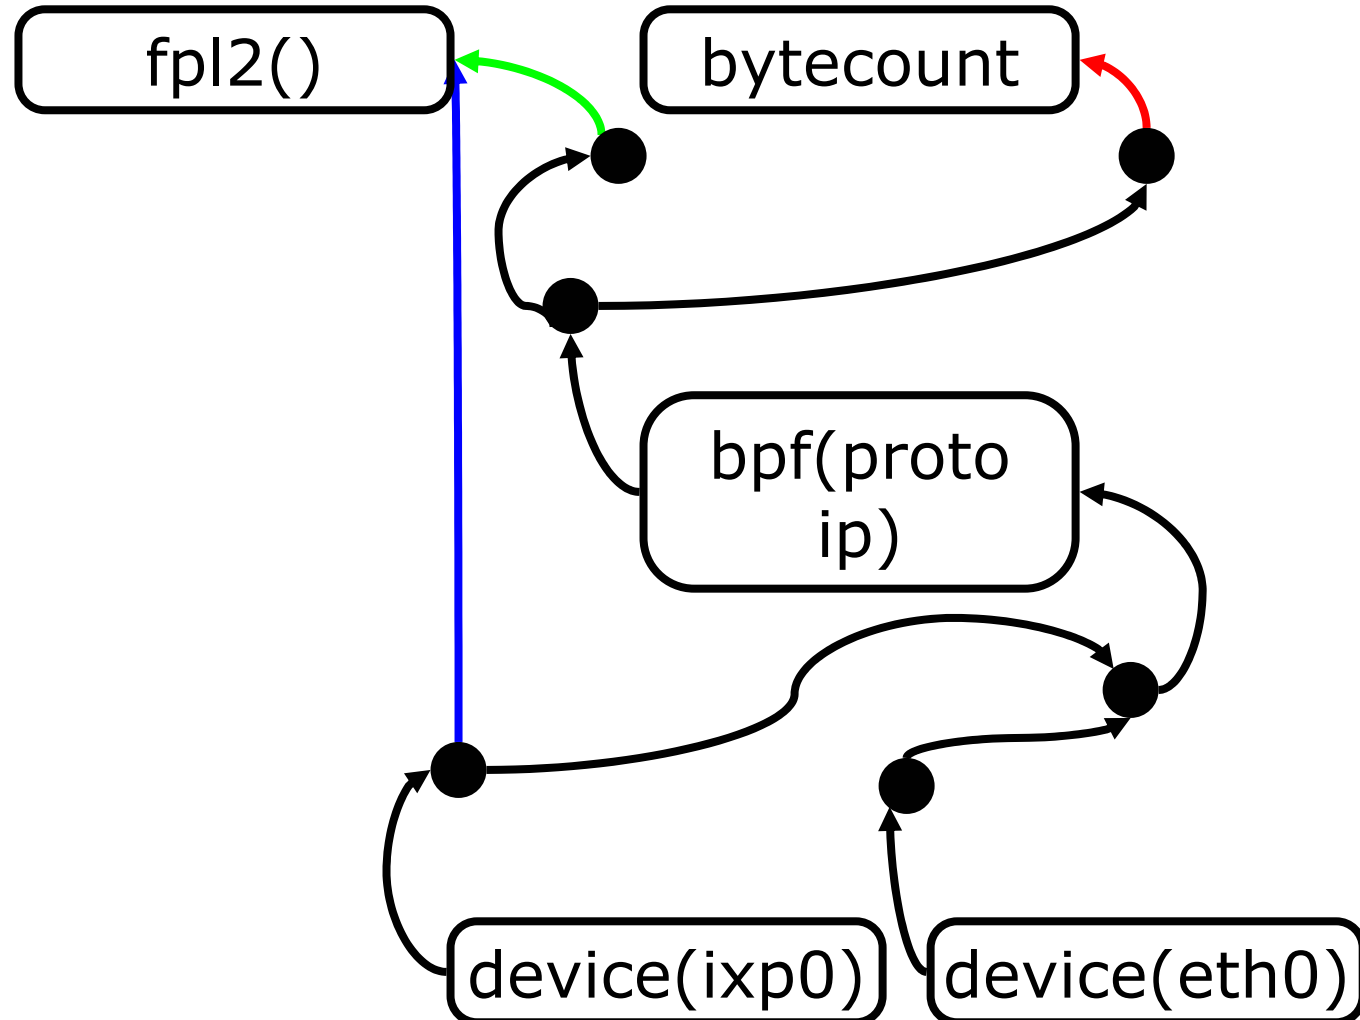 fpl2()
bytecount
bpf(proto
ip)
device(ixp0)
device(eth0)